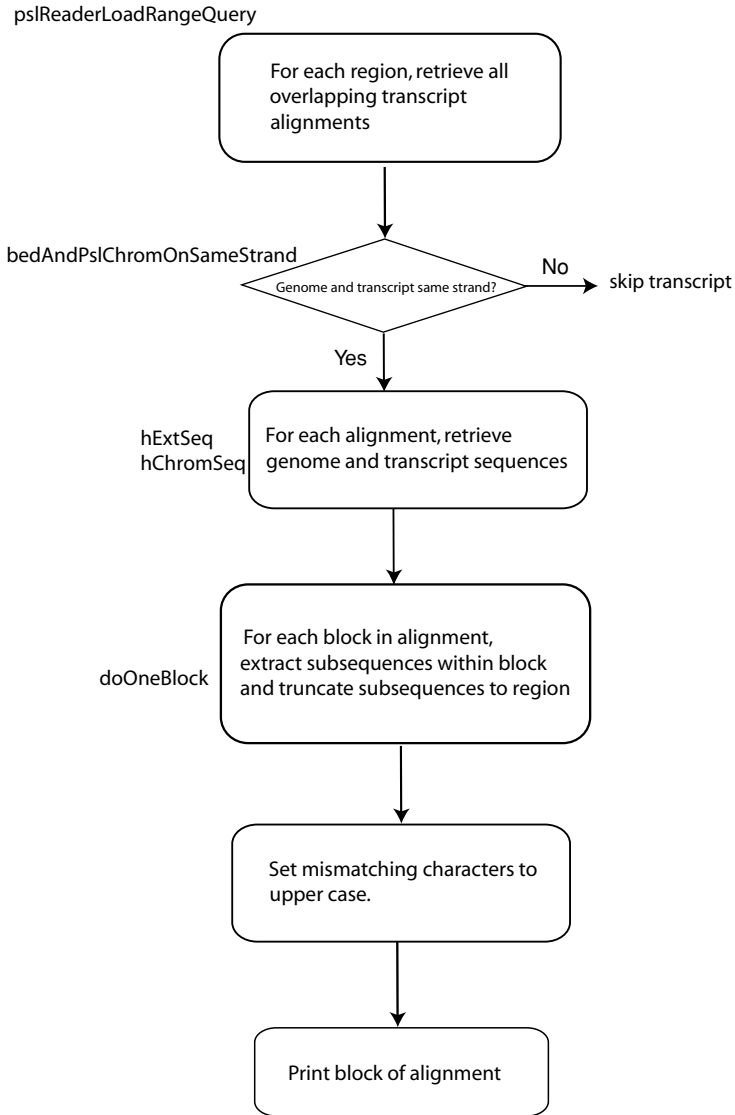 pslReaderLoadRangeQuery
For each region, retrieve all
overlapping transcript
alignments
bedAndPslChromOnSameStrand
Genome and transcript same strand?
No
skip transcript
Yes
hExtSeq
hChromSeq
For each alignment, retrieve
genome and transcript sequences
doOneBlock
For each block in alignment,
extract subsequences within block
and truncate subsequences to region
Set mismatching characters to
upper case.
Print block of alignment